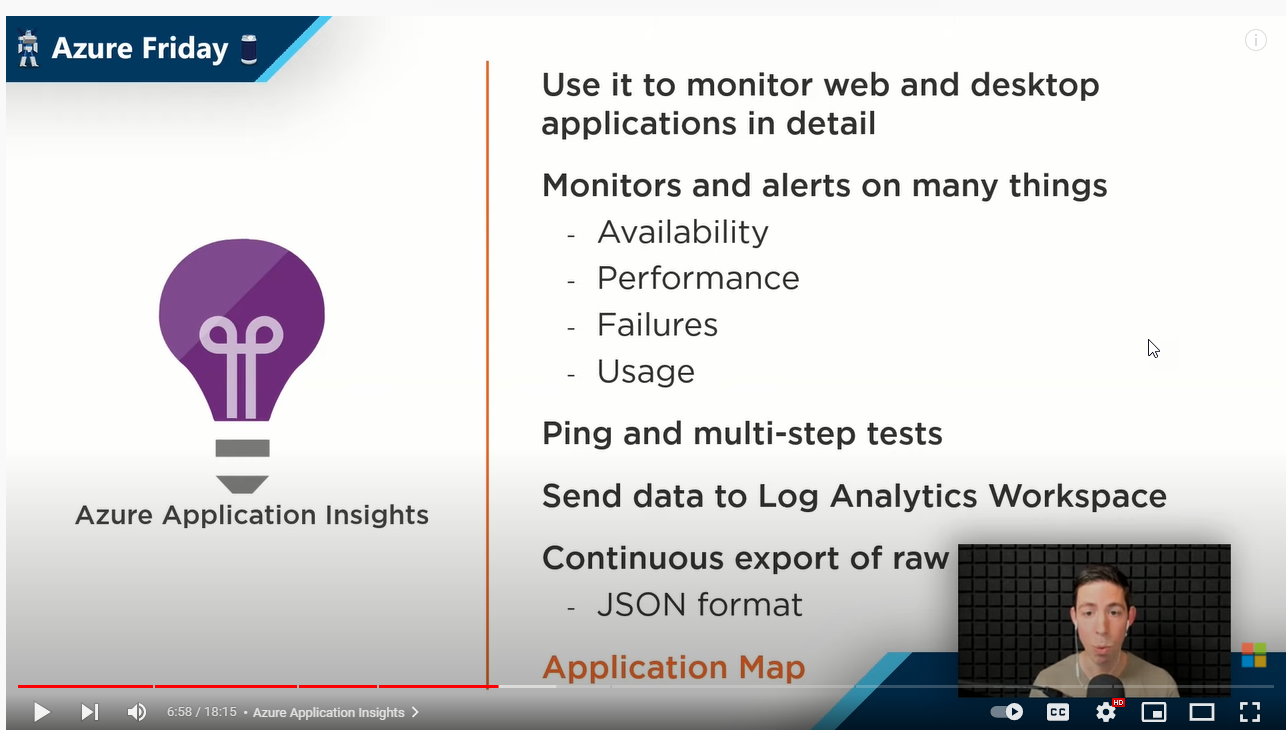 Azure Friday
Use it to monitor web and desktop
applications in detail
Monitors and alerts on many things
- Availability
- Performance
- Failures
- Usage
Ping and multi-step tests
Send data to Log Analytics Workspace
Continuous export of raw
- JSON format
Application Map
Azure Application Insights
6:58 / 18:15 • Azure Application Insights >
CC
HD